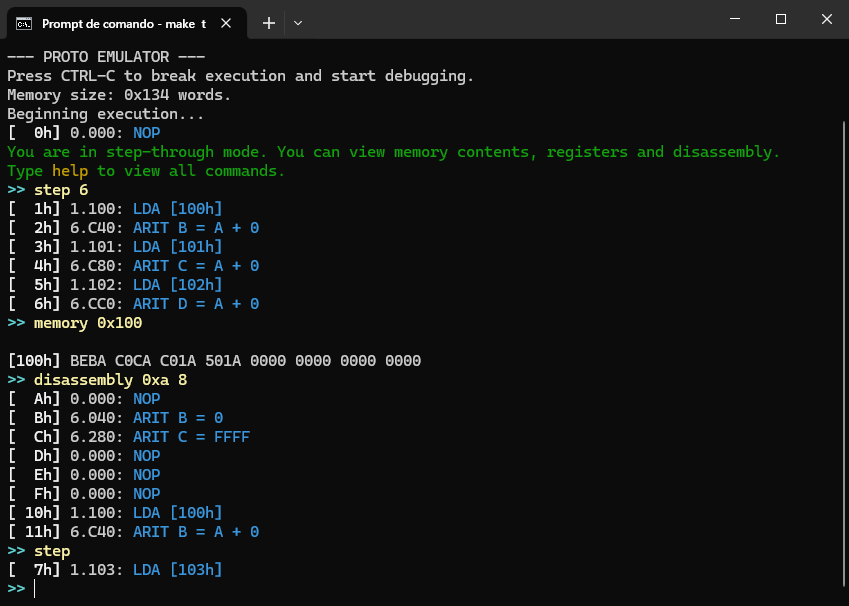 Prompt de comando - make t
--- PROTO EMULATOR ---
Press CTRL-C to break execution and start debugging.
Memory size: 0x134 words.
Beginning execution...
[  0h] 0.000: NOP
You are in step-through mode. You can view memory contents, registers and disassembly.
Type help to view all commands.
>> step 6
[  1h] 1.100: LDA [100h]
[  2h] 6.C40: ARIT B = A + 0
[  3h] 1.101: LDA [101h]
[  4h] 6.C80: ARIT C = A + 0
[  5h] 1.102: LDA [102h]
[  6h] 6.CC0: ARIT D = A + 0
>> memory 0x100
[100h] BEBA C0CA C01A 501A 0000 0000 0000 0000
>> disassembly 0xa 8
[  Ah] 0.000: NOP
[  Bh] 6.040: ARIT B = 0
[  Ch] 6.280: ARIT C = FFFF
[  Dh] 0.000: NOP
[  Eh] 0.000: NOP
[  Fh] 0.000: NOP
[ 10h] 1.100: LDA [100h]
[ 11h] 6.C40: ARIT B = A + 0
>> step
[  7h] 1.103: LDA [103h]
>>